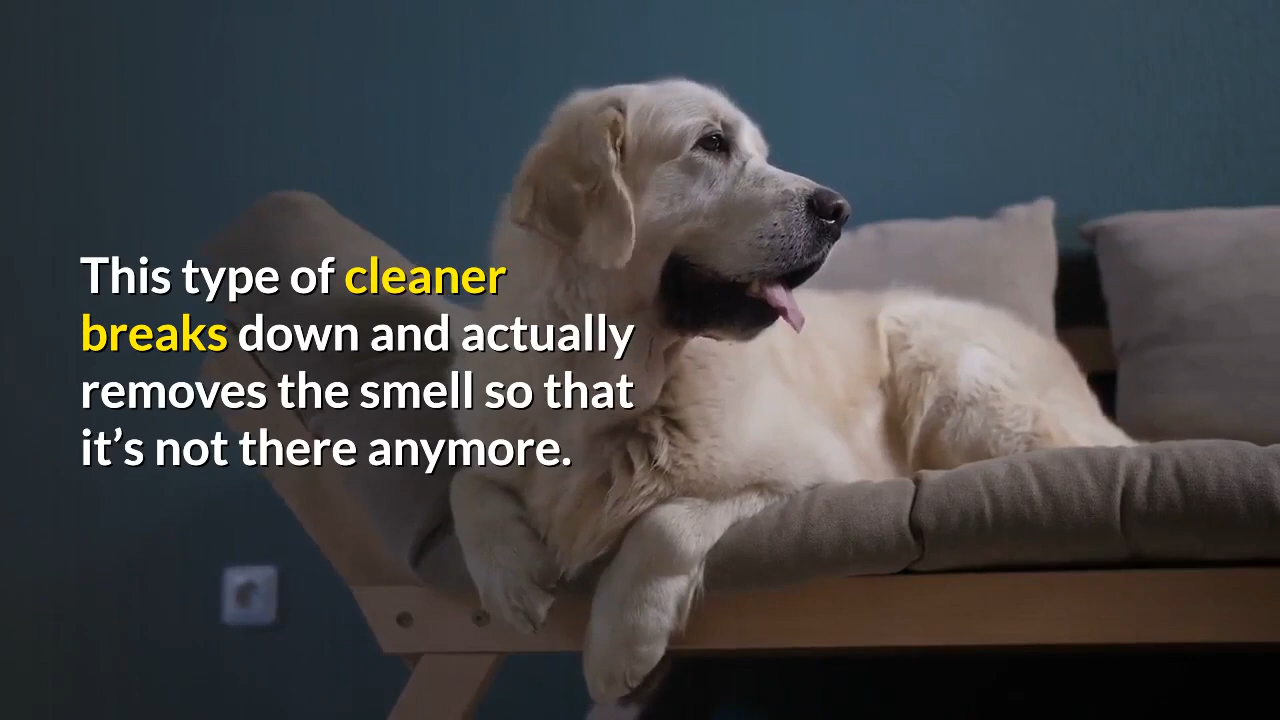 This type of cleaner
breaks down and actually
removes the smell so that
it’s not there anymore.